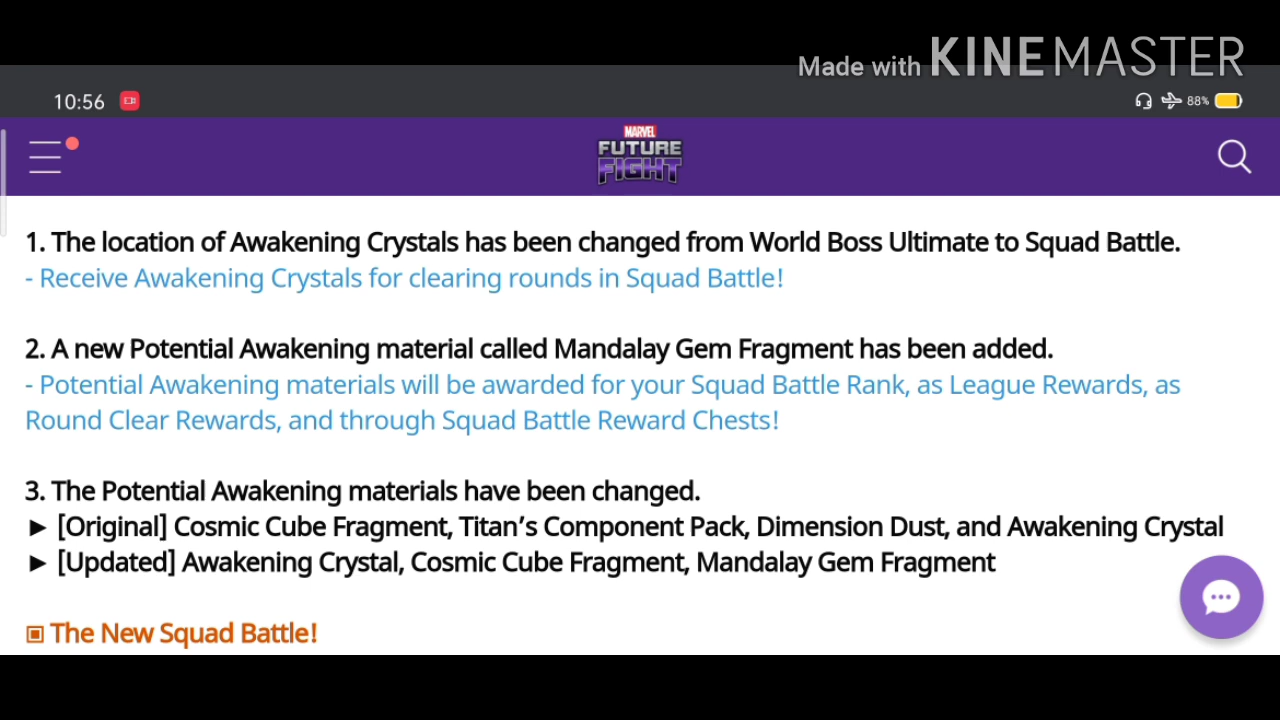 Made with KINEMASTER
10:56
88%
MARVEL
FUTURE
FIGHT
1. The location of Awakening Crystals has been changed from World Boss Ultimate to Squad Battle.
- Receive Awakening Crystals for clearing rounds in Squad Battle!
2. A new Potential Awakening material called Mandalay Gem Fragment has been added.
- Potential Awakening materials will be awarded for your Squad Battle Rank, as League Rewards, as
Round Clear Rewards, and through Squad Battle Reward Chests!
3. The Potential Awakening materials have been changed.
► [Original] Cosmic Cube Fragment, Titan’s Component Pack, Dimension Dust, and Awakening Crystal
► [Updated] Awakening Crystal, Cosmic Cube Fragment, Mandalay Gem Fragment
▣ The New Squad Battle!